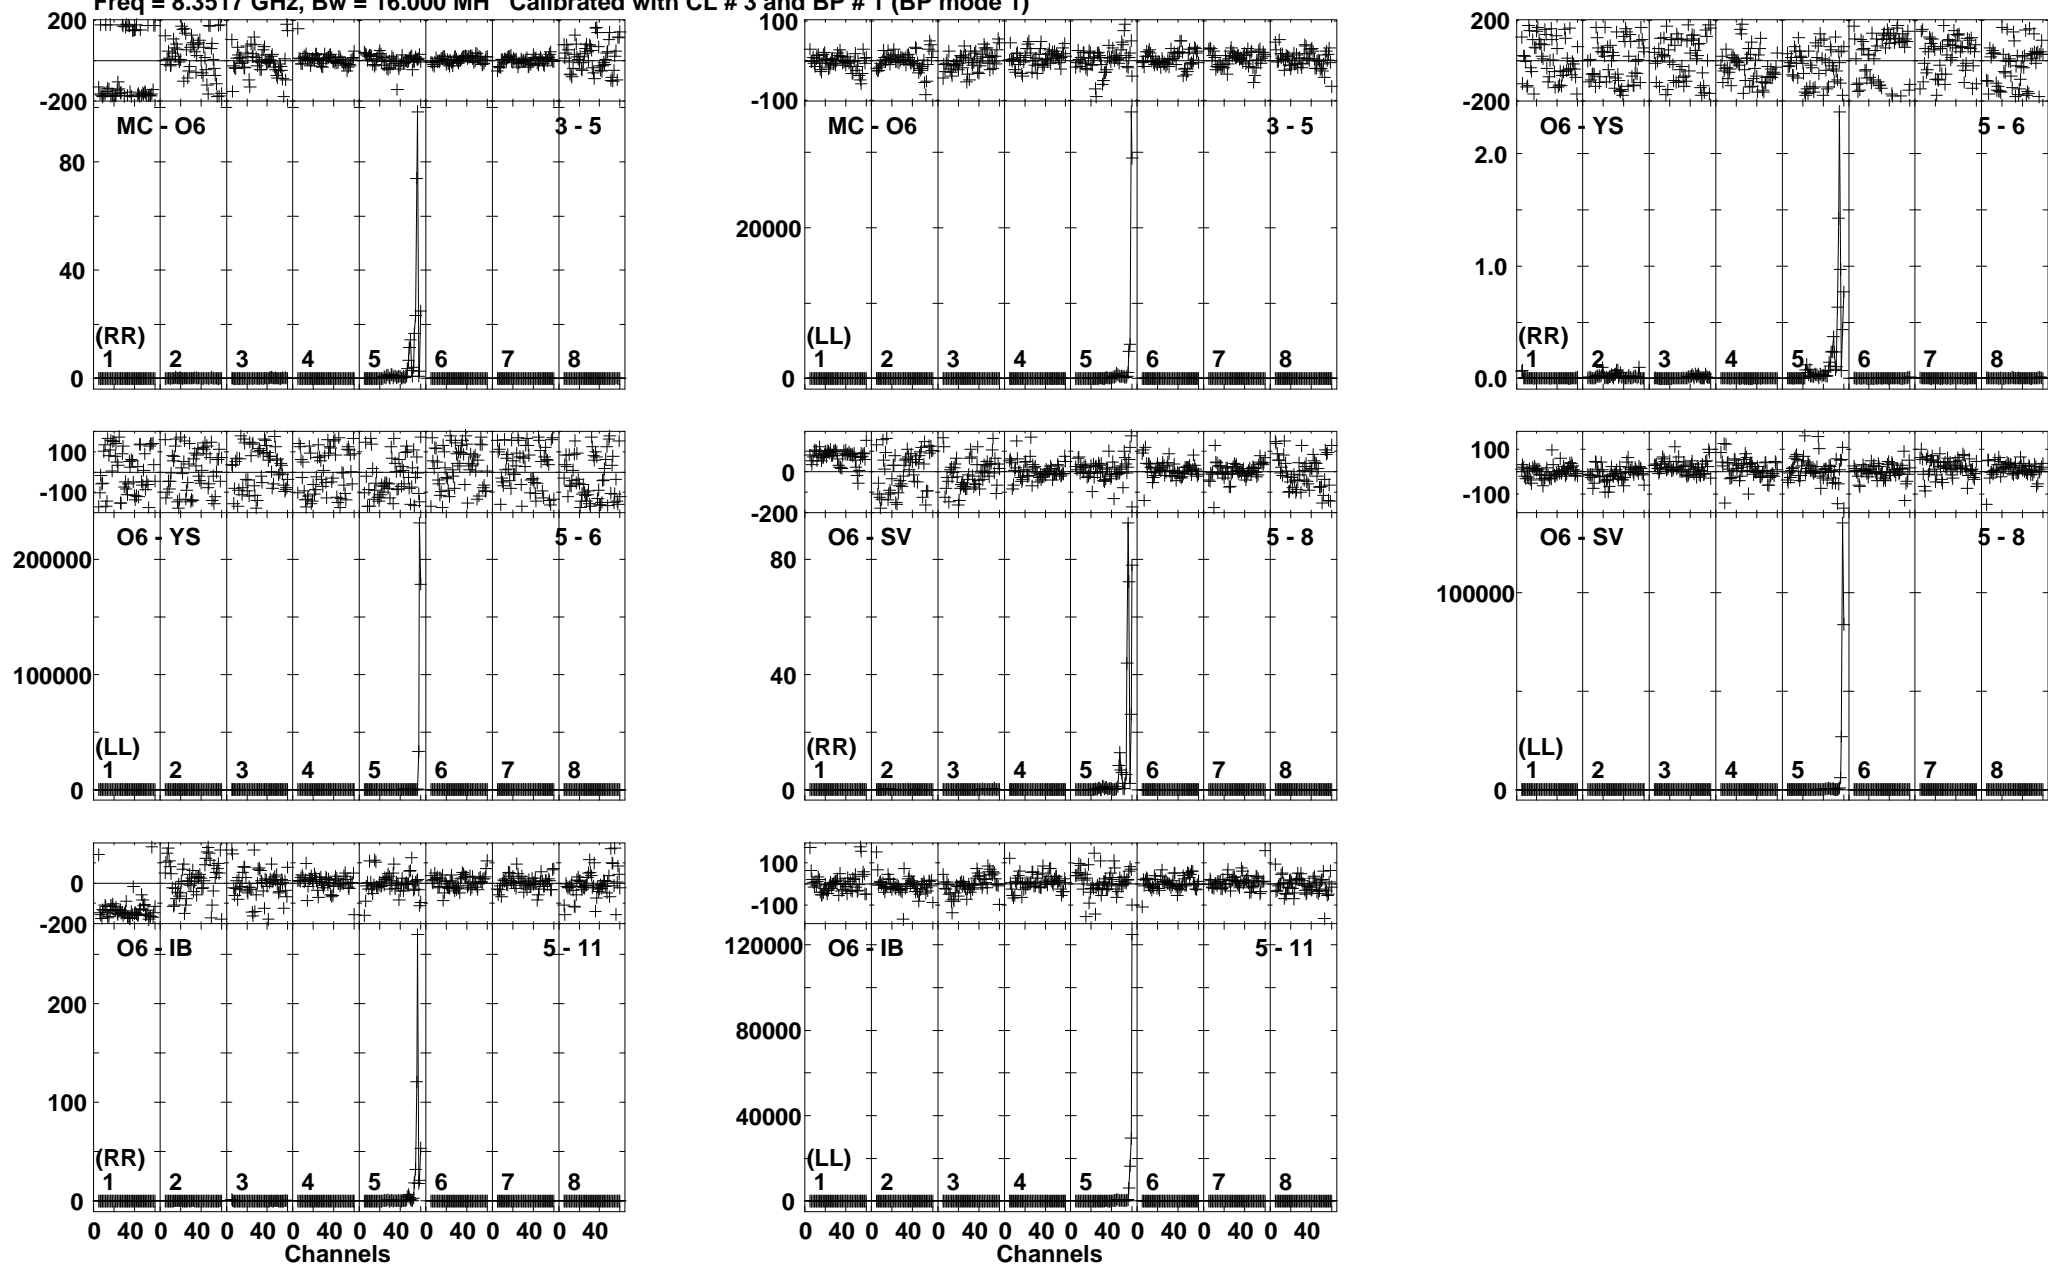 Freq = 8.3517 GHz, Bw = 16.000 MH Calibrated with CL # 3 and BP # 1 (BP mode 1)
200
-200
MC - O6 3 - 5
80
40
(RR)
1 2 3 4 5 6 7 8
0
100
-100
MC - O6 3 - 5
20000
(LL)
1 2 3 4 5 6 7 8
0
200
-200
O6 - YS 5 - 6
2.0
1.0
(RR)
1 2 3 4 5 6 7 8
0.0
100
-100
O6 - YS 5 - 6
200000
100000
(LL)
1 2 3 4 5 6 7 8
0
0
-200
O6 - SV 5 - 8
80
40
(RR)
1 2 3 4 5 6 7 8
0
100
-100
O6 - SV 5 - 8
100000
(LL)
1 2 3 4 5 6 7 8
0
0
-200
O6 - IB 5 - 11
200
100
(RR)
1 2 3 4 5 6 7 8
0
0 40 0 40 0 40 0 40 0 40 0 40 0 40 0 40
Channels
100
-100
O6 - IB 5 - 11
120000
80000
40000
(LL)
1 2 3 4 5 6 7 8
0
0 40 0 40 0 40 0 40 0 40 0 40 0 40 0 40
Channels